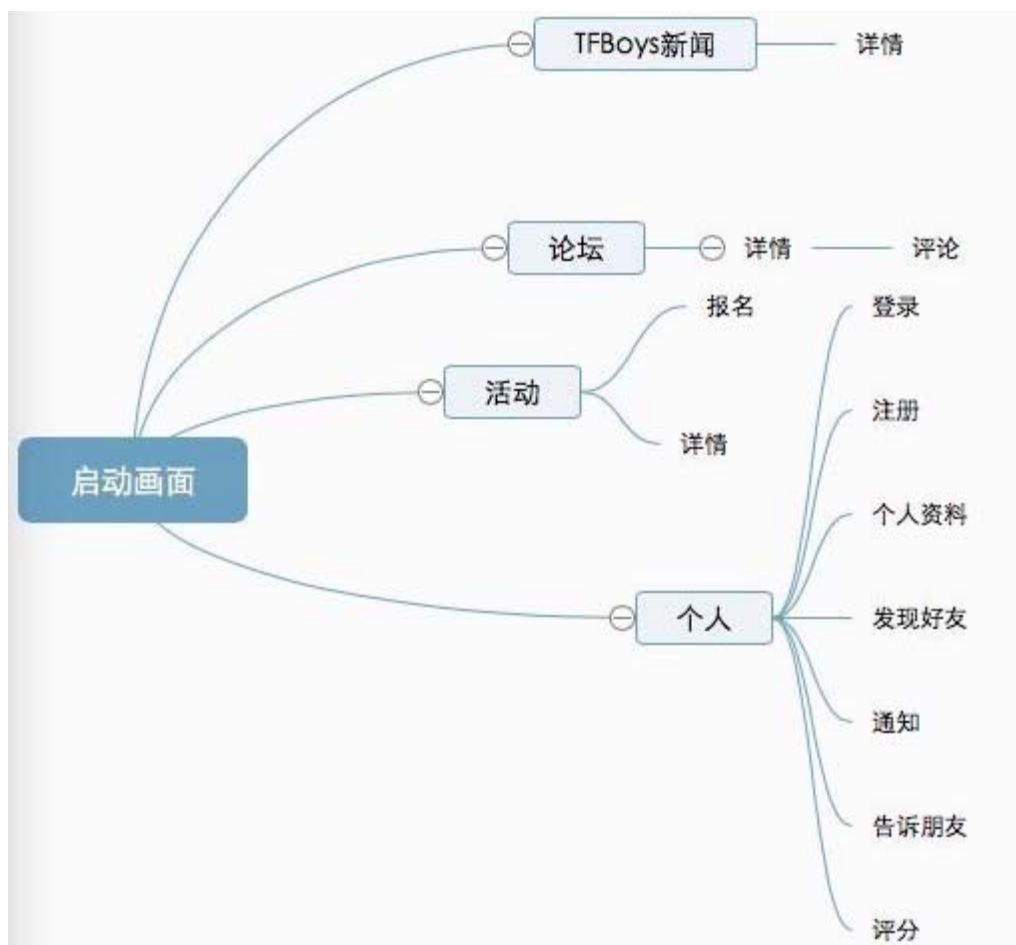 TFBoys新闻
详情
论坛
详情
评论
活动
报名
详情
启动画面
个人
登录
注册
个人资料
发现好友
通知
告诉朋友
评分